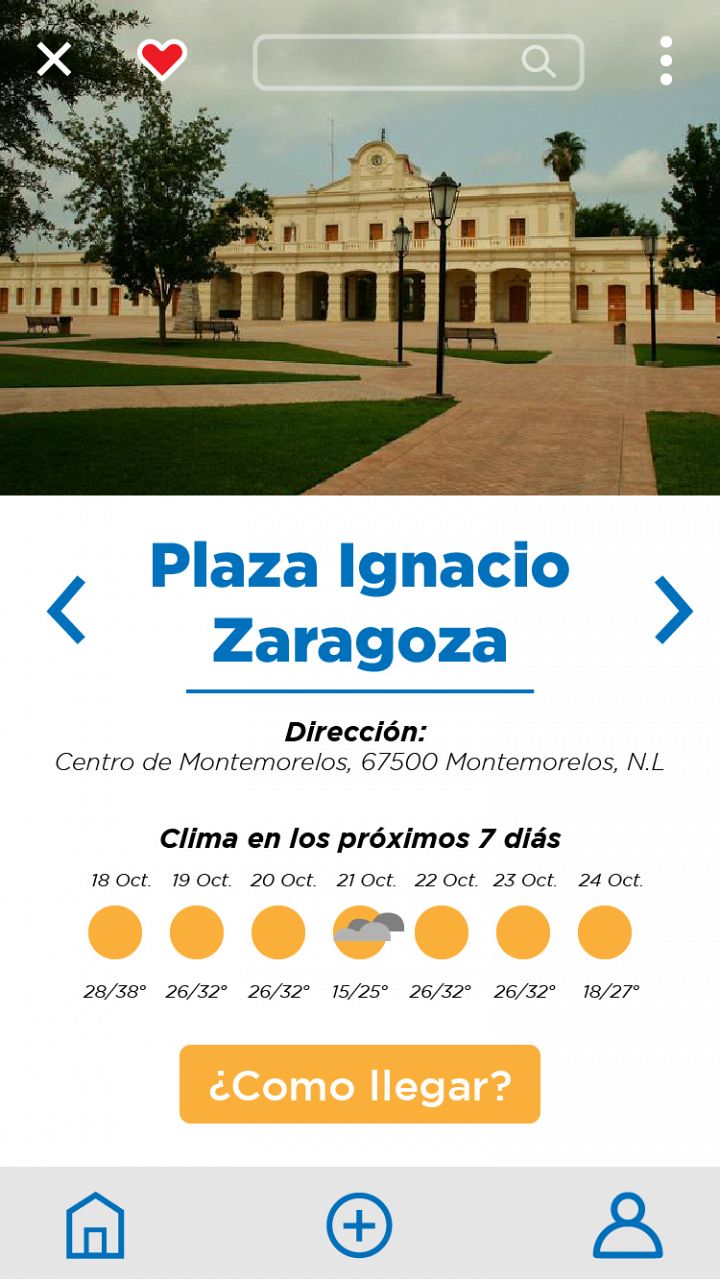 Plaza Ignacio
Zaragoza
Dirección:
Centro de Montemorelos, 67500 Montemorelos, N.L
Clima en los próximos 7 diás
18 Oct. 19 Oct. 20 Oct. 21 Oct. 22 Oct. 23 Oct. 24 Oct.
28/38° 26/32° 26/32° 15/25° 26/32° 26/32° 18/27°
¿Como llegar?